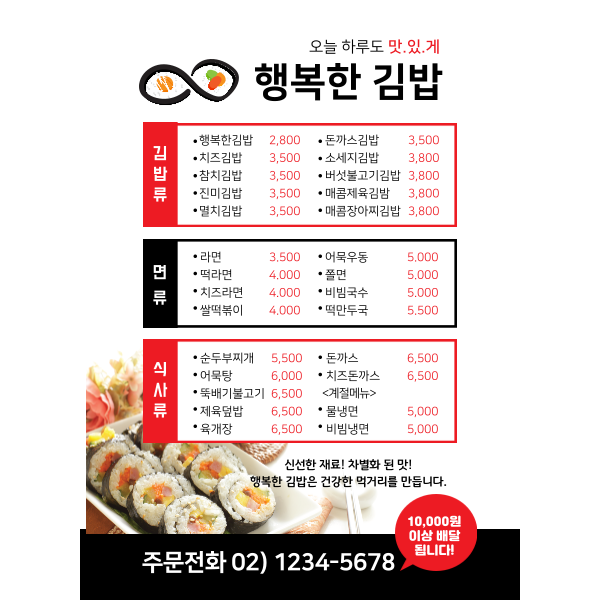 오늘 하루도 맛.있.게
행복한 김밥
김밥류
•행복한김밥 2,800 •돈까스김밥 3,500
•치즈김밥 3,500 •소세지김밥 3,800
•참치김밥 3,500 •버섯불고기김밥 3,800
•진미김밥 3,500 •매콤제육김밤 3,800
•멸치김밥 3,500 •매콤장아찌김밥 3,800
면류
•라면 3,500 •어묵우동 5.000
•떡라면 4.000 •쫄면 5.000
•치즈라면 4.000 •비빔국수 5.000
•쌀떡볶이 4.000 •떡만두국 5.500
식사류
•순두부찌개 5,500 •돈까스 6,500
•어묵탕 6,000 •치즈돈까스 6,500
•뚝배기불고기 6,500 <계절메뉴>
•제육덮밥 6,500 •물냉면 5,000
•육개장 6,500 •비빔냉면 5,000
신선한 재료! 차별화 된 맛!
행복한 김밥은 건강한 먹거리를 만듭니다.
10,000원
이상 배달
됩니다!
주문전화 02) 1234-5678